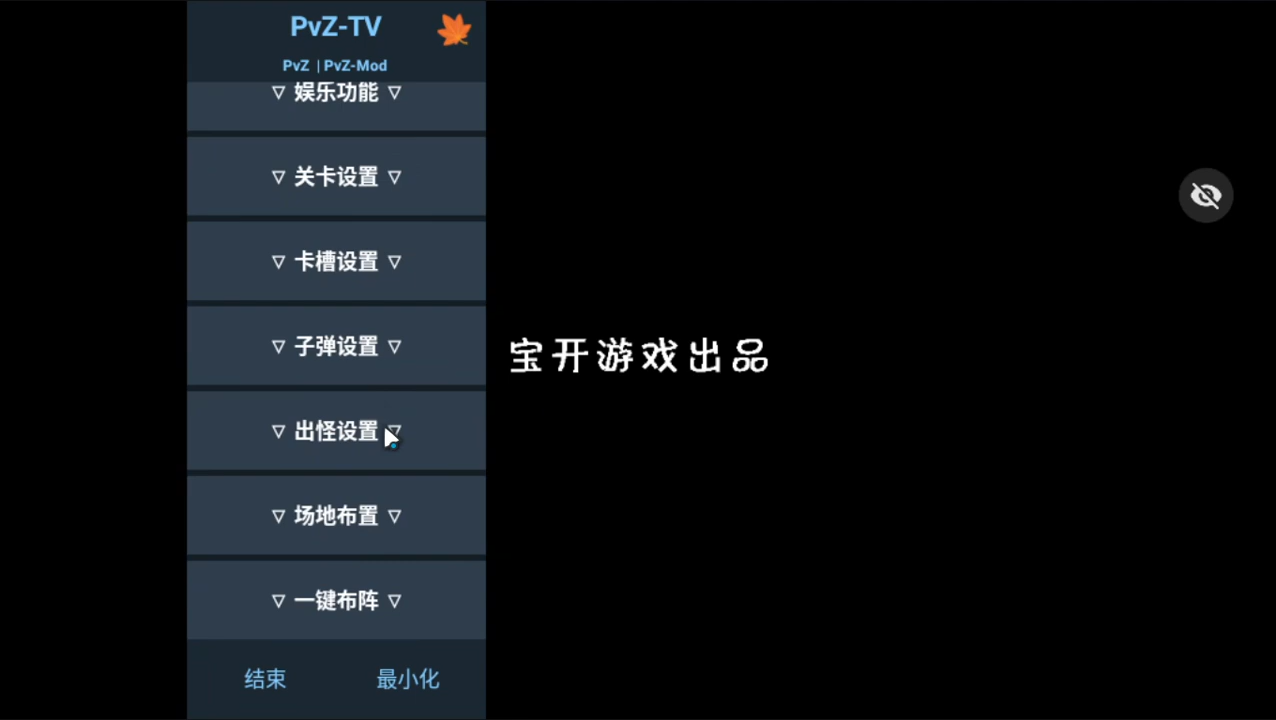 PvZ-TV
PvZ | PvZ-Mod
▽ 娱乐功能 ▽
▽ 关卡设置 ▽
▽ 卡槽设置 ▽
▽ 子弹设置 ▽
宝开游戏出品
▽ 出怪设置 ▽
▽ 场地布置 ▽
▽ 一键布阵 ▽
结束 最小化